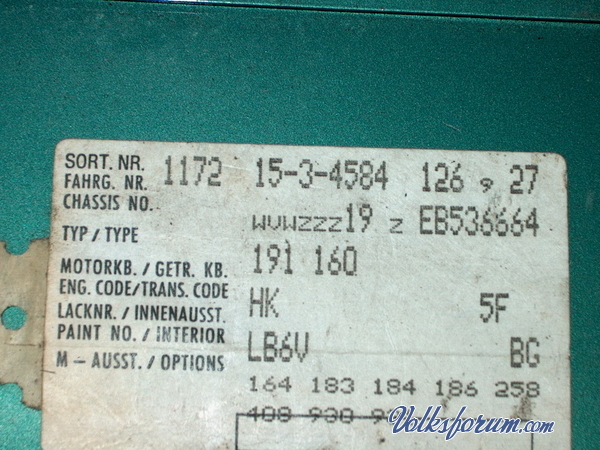 SORT. NR. 1172 15-3-4584 126 9 27
FAHRG. NR.
CHASSIS NO. WVWZZZ19 Z EB536664
TYP / TYPE 191 160
MOTORKB. / GETR. KB.
ENG. CODE/TRANS. CODE HK 5F
LACKNR. / INNENAUSST.
PAINT NO. / INTERIOR LB6V BG
M - AUSST. / OPTIONS
164 183 184 186 258
408 930
Volksforum.com